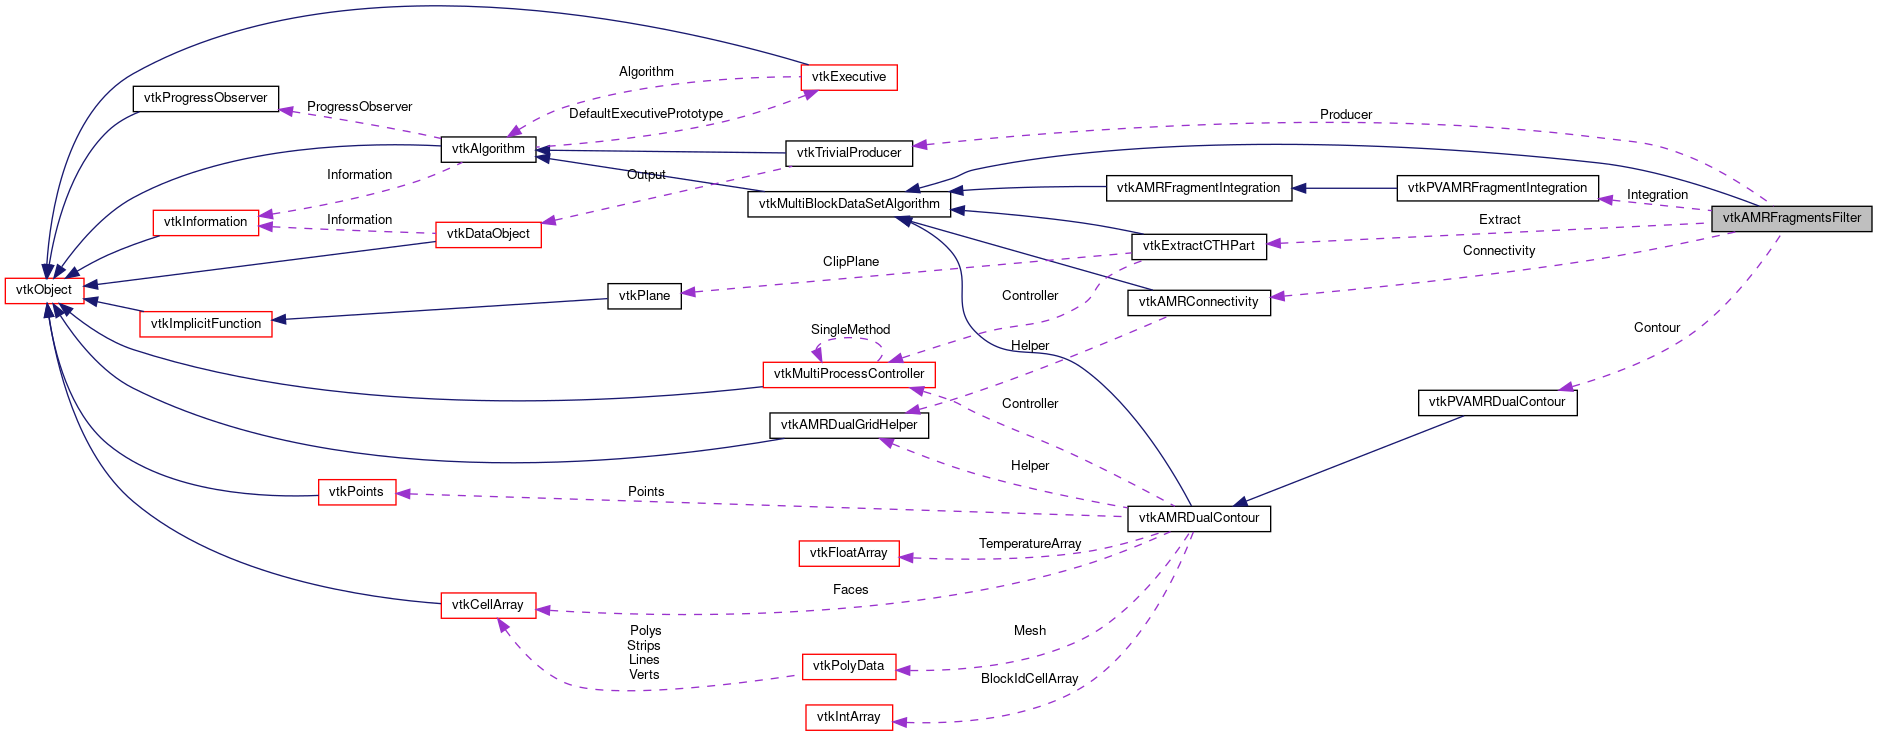 vtkExecutive
Algorithm
vtkProgressObserver
ProgressObserver
DefaultExecutivePrototype
Producer
vtkAlgorithm
vtkTrivialProducer
Information
Output
vtkAMRFragmentIntegration
vtkPVAMRFragmentIntegration
Integration
vtkMultiBlockDataSetAlgorithm
vtkAMRFragmentsFilter
vtkInformation
Information
Extract
vtkDataObject
vtkExtractCTHPart
Connectivity
ClipPlane
vtkObject
vtkPlane
Controller
vtkAMRConnectivity
vtkImplicitFunction
SingleMethod
Contour
Helper
vtkMultiProcessController
Controller
vtkPVAMRDualContour
vtkAMRDualGridHelper
Helper
vtkPoints
Points
vtkAMRDualContour
TemperatureArray
vtkFloatArray
Faces
vtkCellArray
Polys
Strips
Lines
Verts
Mesh
vtkPolyData
BlockIdCellArray
vtkIntArray